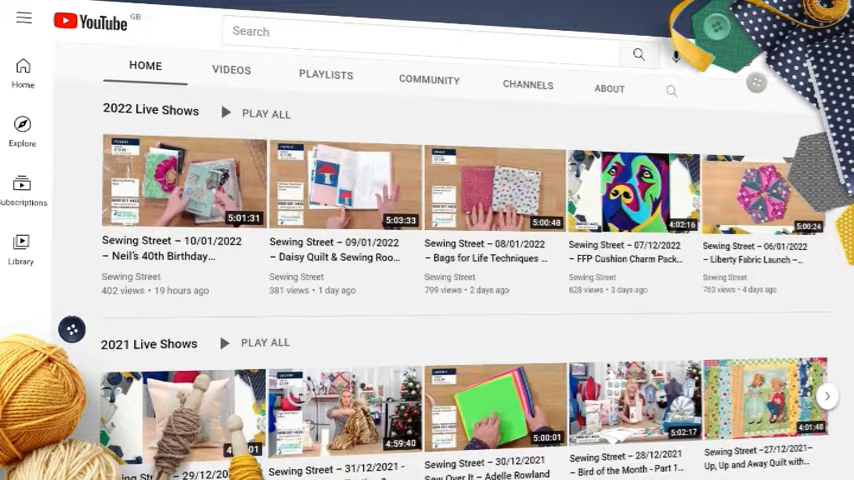 YouTube GB
Search
Home
Explore
Subscriptions
Library
HOME VIDEOS PLAYLISTS COMMUNITY CHANNELS ABOUT
2022 Live Shows PLAY ALL
5:01:31 5:03:33 5:00:48 4:02:16 5:00:24
Sewing Street – 10/01/2022
– Neil's 40th Birthday...
Sewing Street
402 views • 19 hours ago
Sewing Street – 09/01/2022
– Daisy Quilt & Sewing Roo...
Sewing Street
381 views • 1 day ago
Sewing Street – 08/01/2022
– Bags for Life Techniques ...
Sewing Street
799 views • 2 days ago
Sewing Street – 07/12/2022
– FFP Cushion Charm Pack...
Sewing Street
628 views • 3 days ago
Sewing Street – 06/01/2022
– Liberty Fabric Launch –...
Sewing Street
763 views • 4 days ago
2021 Live Shows PLAY ALL
4:59:40 5:00:01 5:02:17 4:01:48
29/12/20
Sewing Street – 31/12/2021 -
Sewing Street – 30/12/2021
Sew Over It – Adelle Rowland
Sewing Street – 28/12/2021
– Bird of the Month - Part 1...
Sewing Street –27/12/2021–
Up, Up and Away Quilt with...